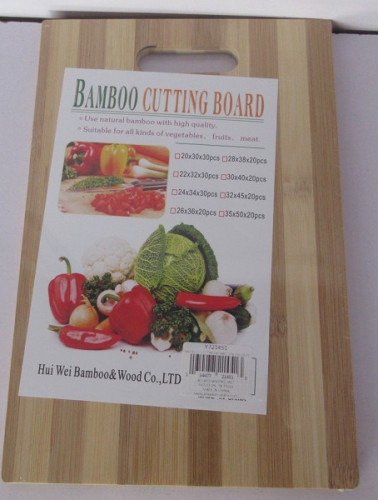 BAMBOO CUTTING BOARD
◦ Use natural bamboo with high quality.
◦ Suitable for all kinds of vegetables、 fruits、 meat.
□20x30x30pcs □28x38x20pcs
□22x32x30pcs □30x40x20pcs
□24x34x30pcs □32x45x20pcs
□26x36x20pcs □35x50x20pcs
Hui Wei Bamboo&Wood Co.,LTD